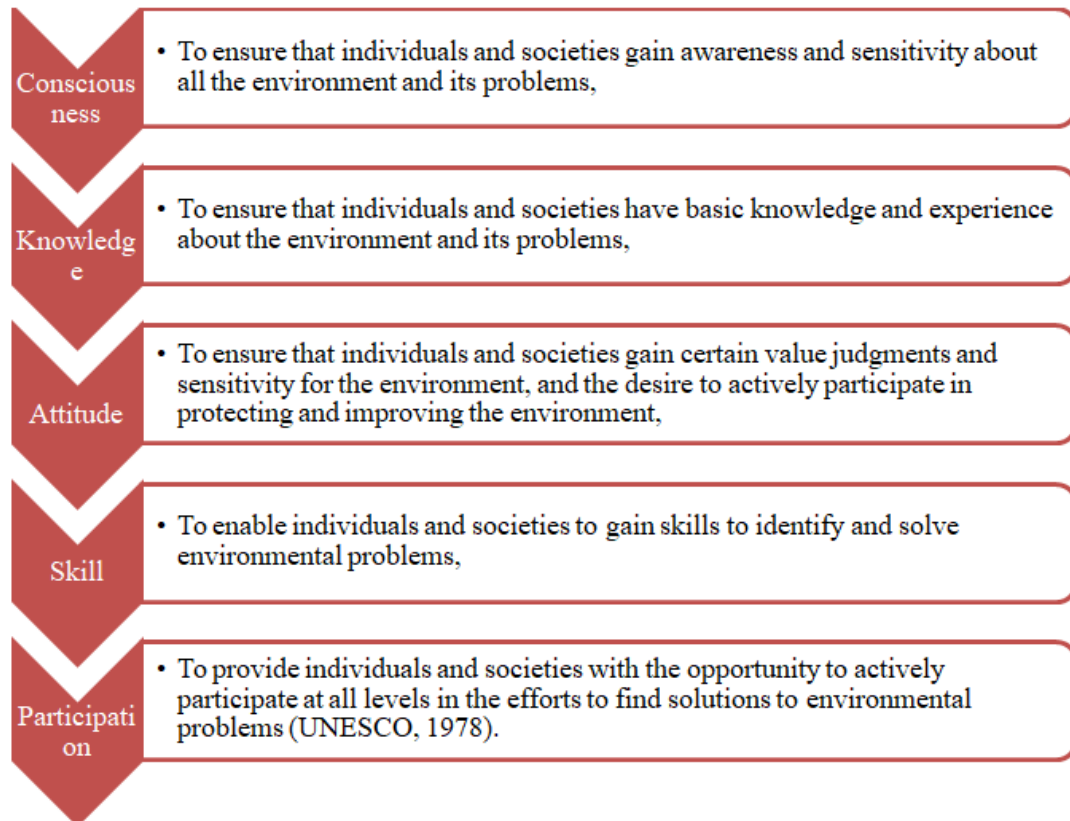 Conscious
ness
• To ensure that individuals and societies gain awareness and sensitivity about
all the environment and its problems,
Knowledg
e
• To ensure that individuals and societies have basic knowledge and experience
about the environment and its problems,
Attitude
• To ensure that individuals and societies gain certain value judgments and
sensitivity for the environment, and the desire to actively participate in
protecting and improving the environment,
Skill
• To enable individuals and societies to gain skills to identify and solve
environmental problems,
Participati
on
• To provide individuals and societies with the opportunity to actively
participate at all levels in the efforts to find solutions to environmental
problems (UNESCO, 1978).